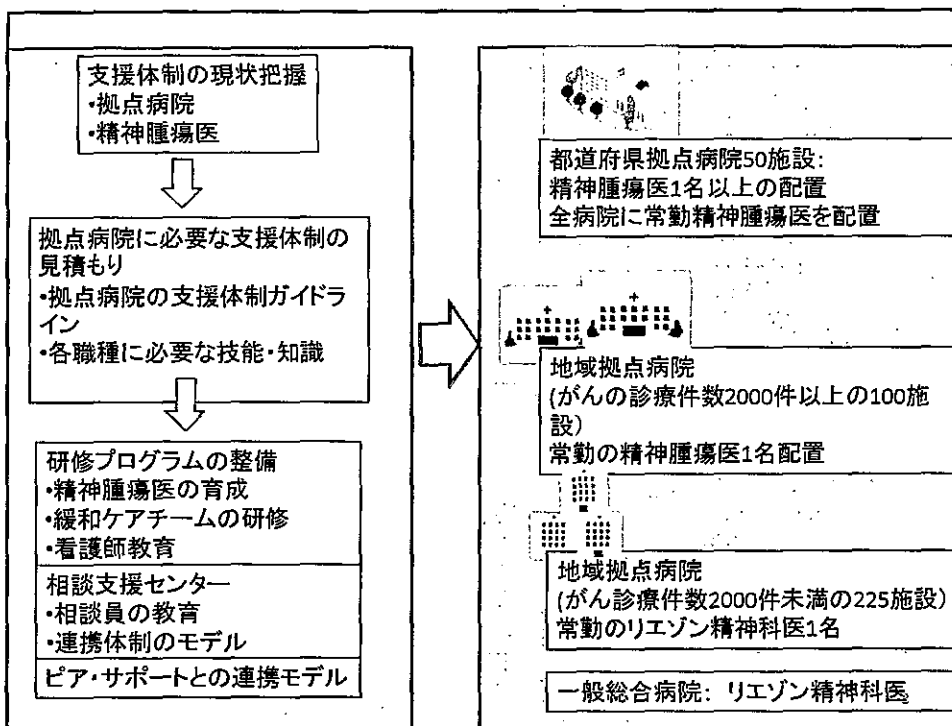 支援体制の現状把握
・拠点病院
・精神腫瘍医
拠点病院に必要な支援体制の
見積もり
・拠点病院の支援体制ガイドラ
イン
・各職種に必要な技能・知識
研修プログラムの整備
・精神腫瘍医の育成
・緩和ケアチームの研修
・看護師教育
相談支援センター
・相談員の教育
・連携体制のモデル
ピア・サポートとの連携モデル
都道府県拠点病院50施設:
精神腫瘍医1名以上の配置
全病院に常勤精神腫瘍医を配置
地域拠点病院
(がんの診療件数2000件以上の100施
設)
常勤の精神腫瘍医1名配置
地域拠点病院
(がん診療件数2000件未満の225施設)
常勤のリエゾン精神科医1名
一般総合病院: リエゾン精神科医